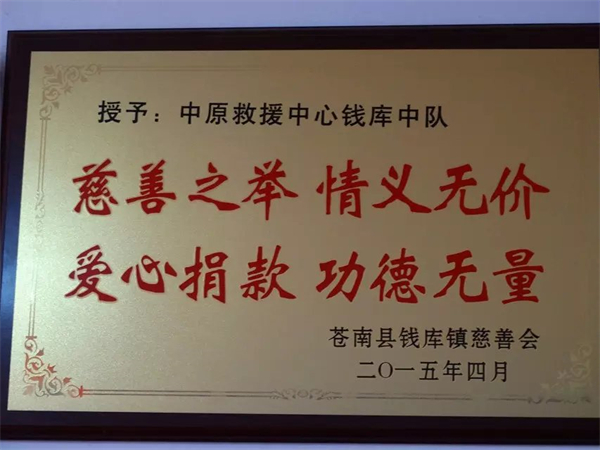 授予：中原救援中心钱库中队
慈善之举 情义无价
爱心捐款 功德无量
苍南县钱库镇慈善会
二〇一五年四月